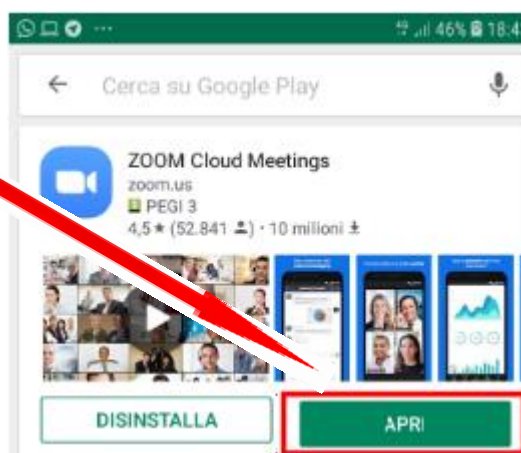 46% 18:4
Cerca su Google Play
ZOOM Cloud Meetings
zoom.us
PEGI 3
4,5★ (52.841) · 10 milioni
DISINSTALLA
APRI